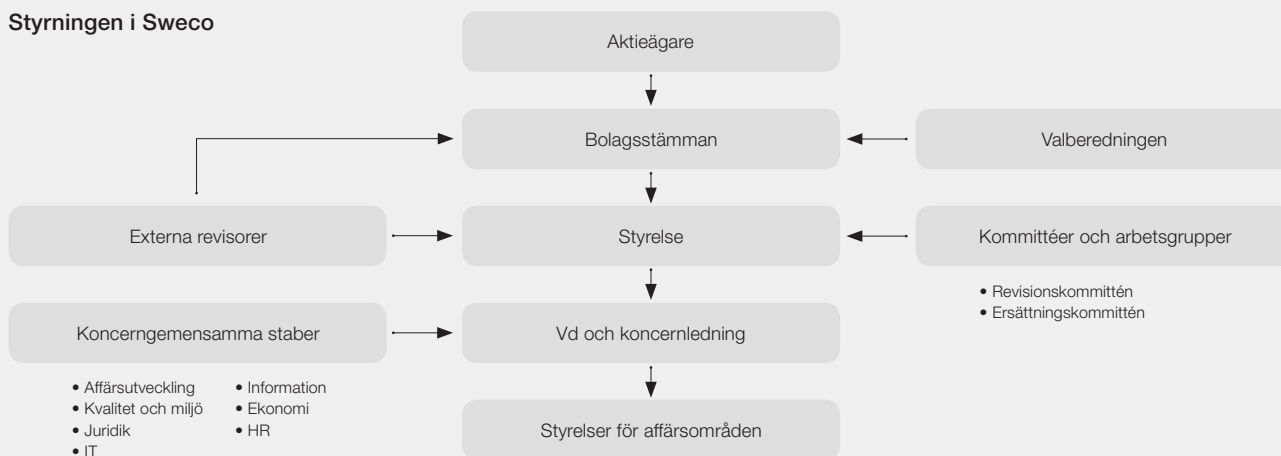 Styrningen i Sweco
Aktieägare
Bolagsstämman
Valberedningen
Externa revisorer
Styrelse
Kommittéer och arbetsgrupper
• Revisionskommittén
• Ersättningskommittén
Koncerngemensamma staber
Vd och koncernledning
• Affärsutveckling
• Kvalitet och miljö
• Juridik
• IT
• Information
• Ekonomi
• HR
Styrelser för affärsområden